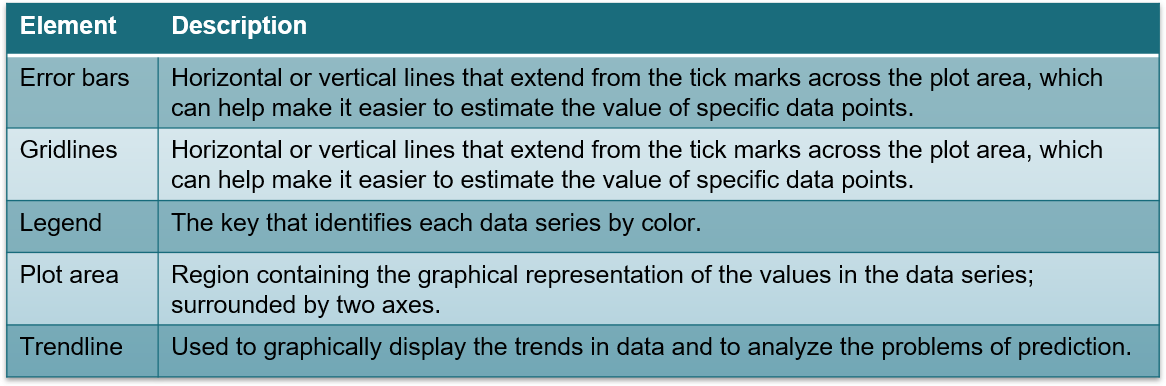 Element Description
Error bars Horizontal or vertical lines that extend from the tick marks across the plot area, which
can help make it easier to estimate the value of specific data points.
Gridlines Horizontal or vertical lines that extend from the tick marks across the plot area, which
can help make it easier to estimate the value of specific data points.
Legend The key that identifies each data series by color.
Plot area Region containing the graphical representation of the values in the data series;
surrounded by two axes.
Trendline Used to graphically display the trends in data and to analyze the problems of prediction.